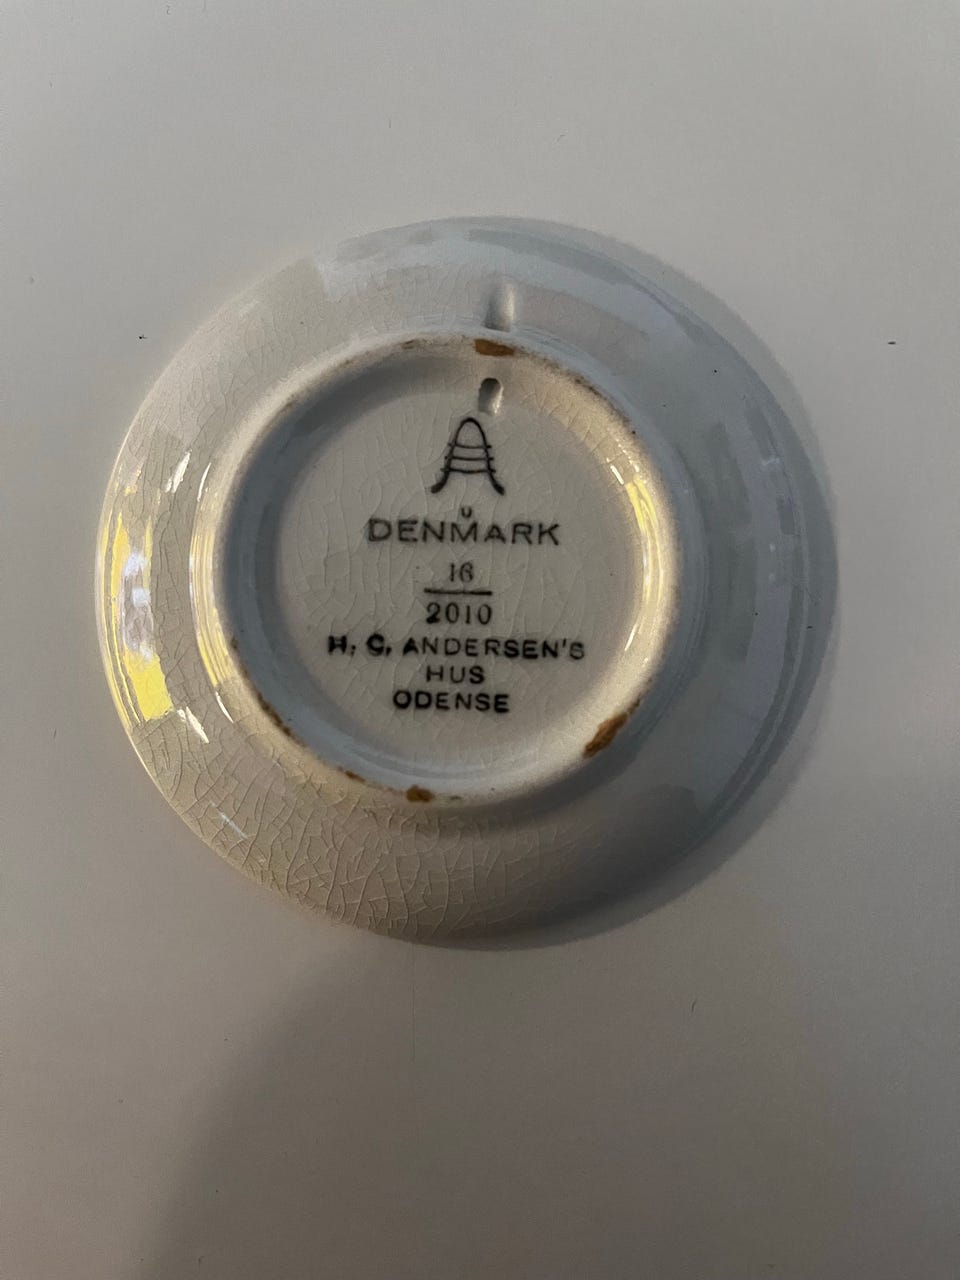 U
DENMARK
16
2010
H. C. ANDERSEN'S
HUS
ODENSE